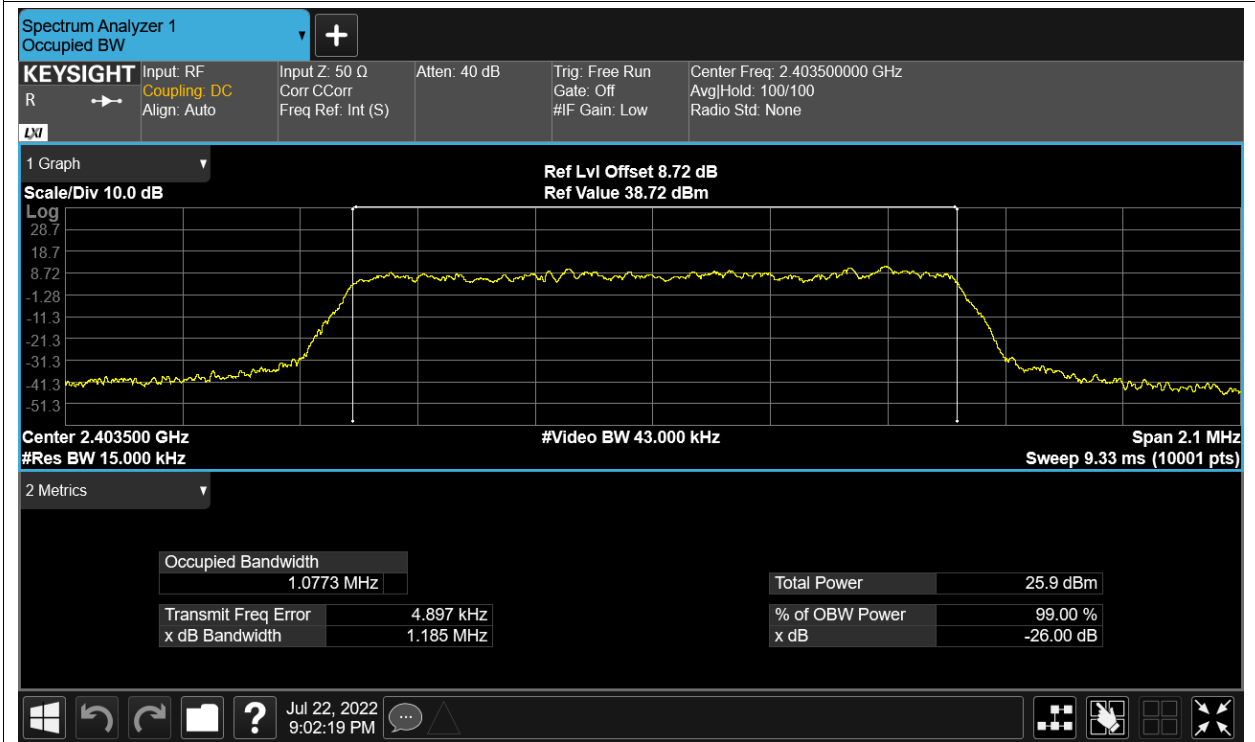 Spectrum Analyzer 1
Occupied BW
KEYSIGHT
R
LXI
Input: RF
Coupling: DC
Align: Auto
Input Z: 50 Ω
Corr CCorr
Freq Ref: Int (S)
Atten: 40 dB
Trig: Free Run
Gate: Off
#IF Gain: Low
Center Freq: 2.403500000 GHz
Avg|Hold: 100/100
Radio Std: None
1 Graph
Scale/Div 10.0 dB
Ref Lvl Offset 8.72 dB
Ref Value 38.72 dBm
Log
28.7
18.7
8.72
-1.28
-11.3
-21.3
-31.3
-41.3
-51.3
Center 2.403500 GHz
#Video BW 43.000 kHz
Span 2.1 MHz
#Res BW 15.000 kHz
Sweep 9.33 ms (10001 pts)
2 Metrics
Occupied Bandwidth
1.0773 MHz
Total Power 25.9 dBm
Transmit Freq Error 4.897 kHz
% of OBW Power 99.00 %
x dB Bandwidth 1.185 MHz
x dB -26.00 dB
?
Jul 22, 2022
9:02:19 PM